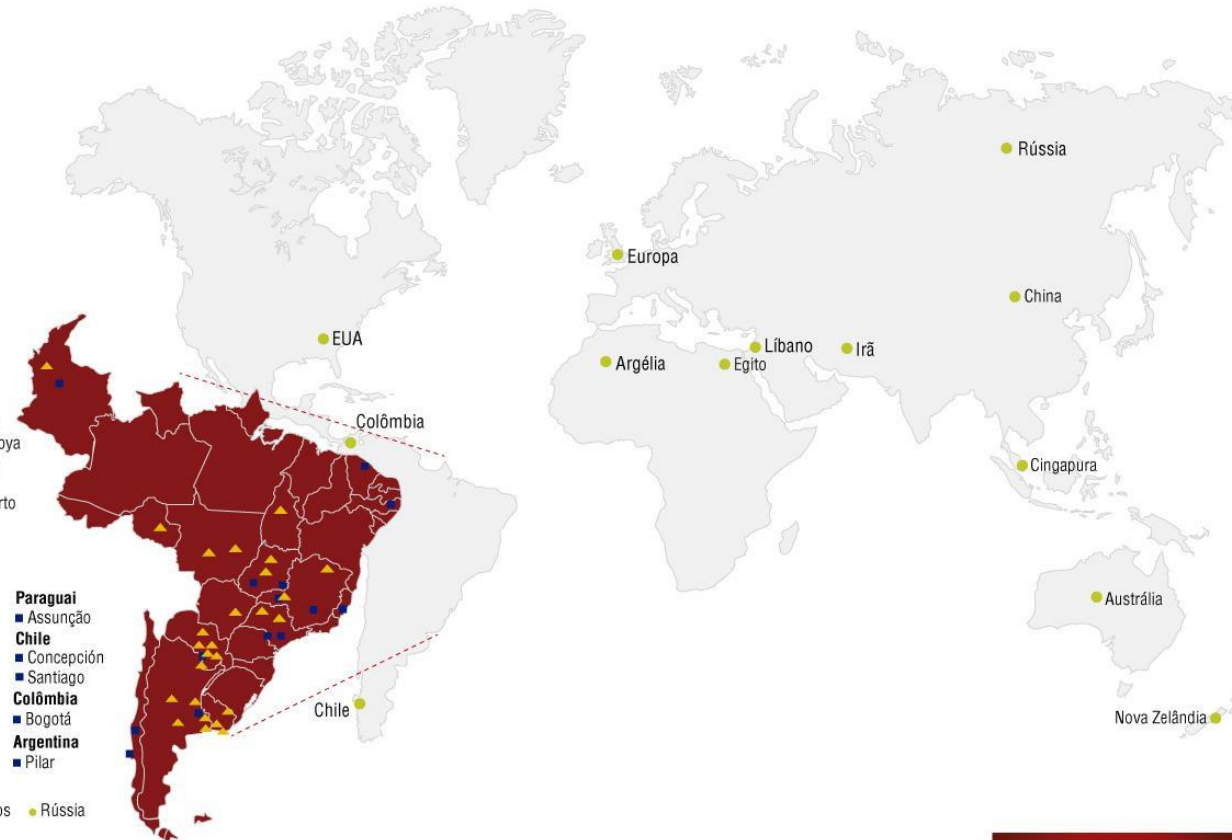 Rússia
Europa
China
EUA
Líbano
Irã
Argélia
Egito
Colômbia
Cingapura
Paraguai
Assunção
Chile
Concepción
Santiago
Colômbia
Bogotá
Argentina
Pilar
Austrália
Chile
Nova Zelândia
Rússia